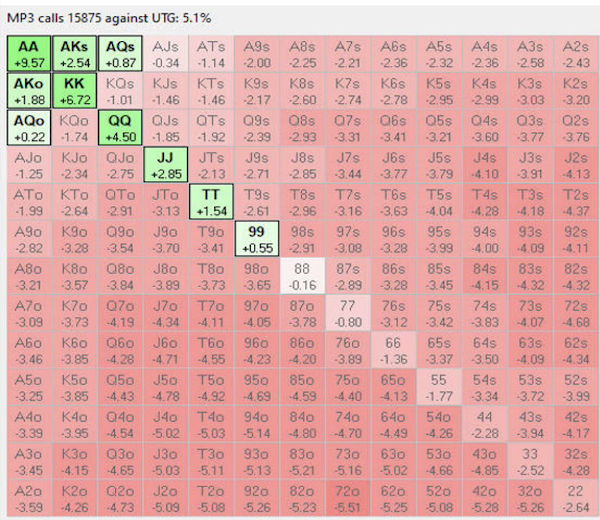 MP3 calls 15875 against UTG: 5.1%
AA AKs AQs AJs ATs A9s A8s A7s A6s A5s A4s A3s A2s
+9.57 +2.54 +0.87 -0.34 -1.14 -2.00 -2.25 -2.21 -2.36 -2.32 -2.36 -2.58 -2.43
AKo KK KQs KJs KTs K9s K8s K7s K6s K5s K4s K3s K2s
+1.88 +6.72 -1.01 -1.46 -1.46 -2.17 -2.60 -2.74 -2.78 -2.95 -2.99 -3.03 -3.20
AQo KQo QQ QJs QTs Q9s Q8s Q7s Q6s Q5s Q4s Q3s Q2s
+0.22 -1.74 +4.50 -1.85 -1.92 -2.39 -2.93 -3.31 -3.41 -3.21 -3.60 -3.77 -3.76
AJo KJo QJo JJ JTs J9s J8s J7s J6s J5s J4s J3s J2s
-1.25 -2.34 -2.75 +2.85 -2.13 -2.71 -2.85 -3.44 -3.77 -3.79 -4.10 -3.91 -4.13
ATo KTo QTo JTo TT T9s T8s T7s T6s T5s T4s T3s T2s
-1.99 -2.64 -2.91 -3.13 +1.54 -2.61 -2.96 -3.16 -3.63 -4.04 -4.28 -4.18 -4.37
A9o K9o Q9o J9o T9o 99 98s 97s 96s 95s 94s 93s 92s
-2.82 -3.28 -3.54 -3.70 -3.41 +0.55 -2.91 -3.08 -3.28 -3.99 -4.00 -4.09 -4.11
A8o K8o Q8o J8o T8o 98o 88 87s 86s 85s 84s 83s 82s
-3.21 -3.57 -3.84 -3.89 -3.73 -3.65 -0.16 -2.89 -3.28 -3.45 -4.15 -4.32 -4.32
A7o K7o Q7o J7o T7o 97o 87o 77 76s 75s 74s 73s 72s
-3.09 -3.73 -4.19 -4.34 -4.11 -4.05 -3.78 -0.80 -3.12 -3.42 -3.83 -4.07 -4.68
A6o K6o Q6o J6o T6o 96o 86o 76o 66 65s 64s 63s 62s
-3.46 -3.85 -4.28 -4.71 -4.55 -4.23 -4.20 -3.89 -1.36 -3.37 -3.50 -4.09 -4.34
A5o K5o Q5o J5o T5o 95o 85o 75o 65o 55 54s 53s 52s
-3.25 -3.85 -4.43 -4.78 -4.92 -4.69 -4.59 -4.40 -4.13 -1.77 -3.34 -3.72 -3.99
A4o K4o Q4o J4o T4o 94o 84o 74o 64o 54o 44 43s 42s
-3.39 -3.95 -4.54 -5.02 -5.03 -5.14 -4.80 -4.70 -4.49 -4.26 -2.28 -3.94 -4.17
A3o K3o Q3o J3o T3o 93o 83o 73o 63o 53o 43o 33 32s
-3.45 -4.15 -4.65 -5.03 -5.11 -5.13 -5.21 -5.16 -5.02 -4.66 -4.85 -2.52 -4.28
A2o K2o Q2o J2o T2o 92o 82o 72o 62o 52o 42o 32o 22
-3.59 -4.26 -4.73 -5.09 -5.08 -5.26 -5.23 -5.51 -5.25 -5.08 -5.28 -5.26 -2.64